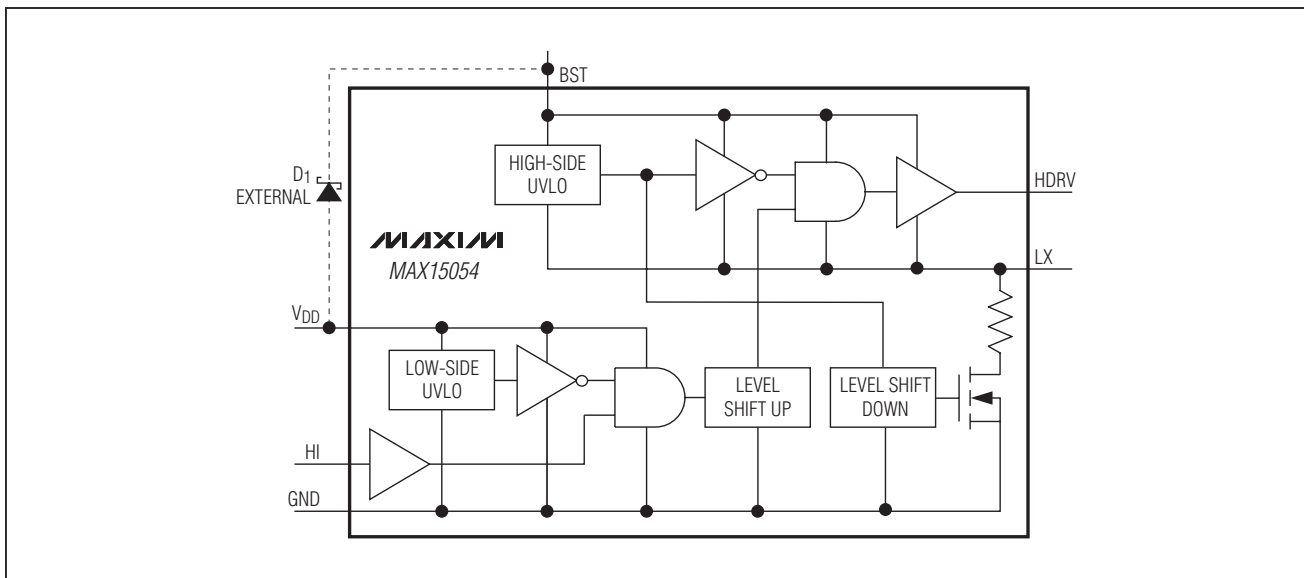 BST
HIGH-SIDE
UVLO
D1
EXTERNAL
HDRV
MAXIM
MAX15054
LX
VDD
LOW-SIDE
UVLO
LEVEL
SHIFT UP
LEVEL SHIFT
DOWN
HI
GND